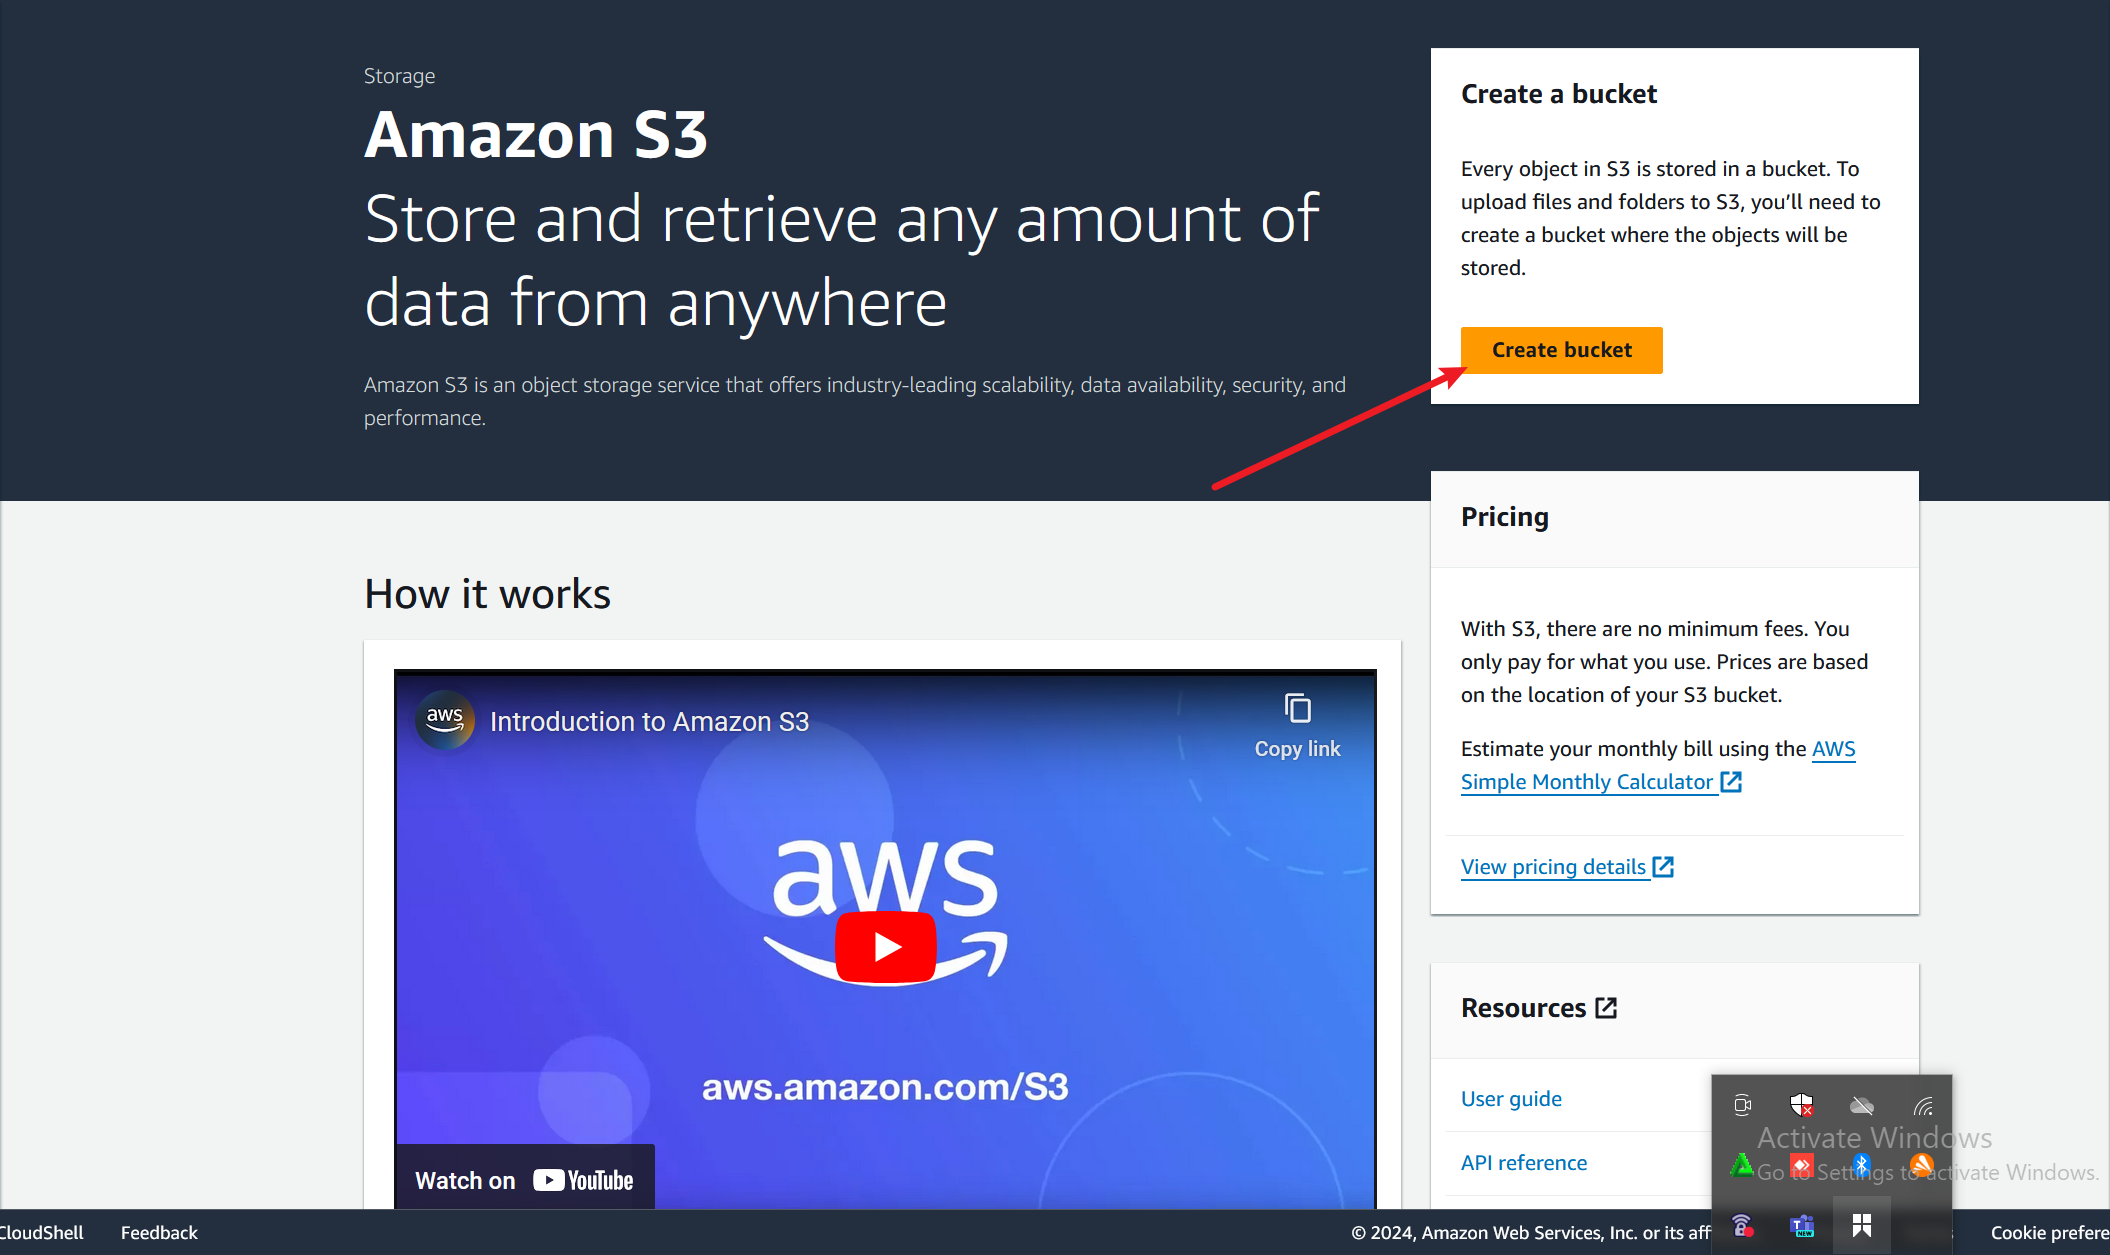 Storage
Amazon S3
Store and retrieve any amount of
data from anywhere
Amazon S3 is an object storage service that offers industry-leading scalability, data availability, security, and
performance.
Create a bucket
Every object in S3 is stored in a bucket. To
upload files and folders to S3, you’ll need to
create a bucket where the objects will be
stored.
Create bucket
Pricing
With S3, there are no minimum fees. You
only pay for what you use. Prices are based
on the location of your S3 bucket.
Estimate your monthly bill using the AWS
Simple Monthly Calculator
View pricing details
How it works
aws
Introduction to Amazon S3
Copy link
aws
aws.amazon.com/S3
Watch on YouTube
Resources
User guide
API reference
Activate Windows
Go to Settings to activate Windows.
NEW
CloudShell
Feedback
© 2024, Amazon Web Services, Inc. or its aff
Cookie prefere